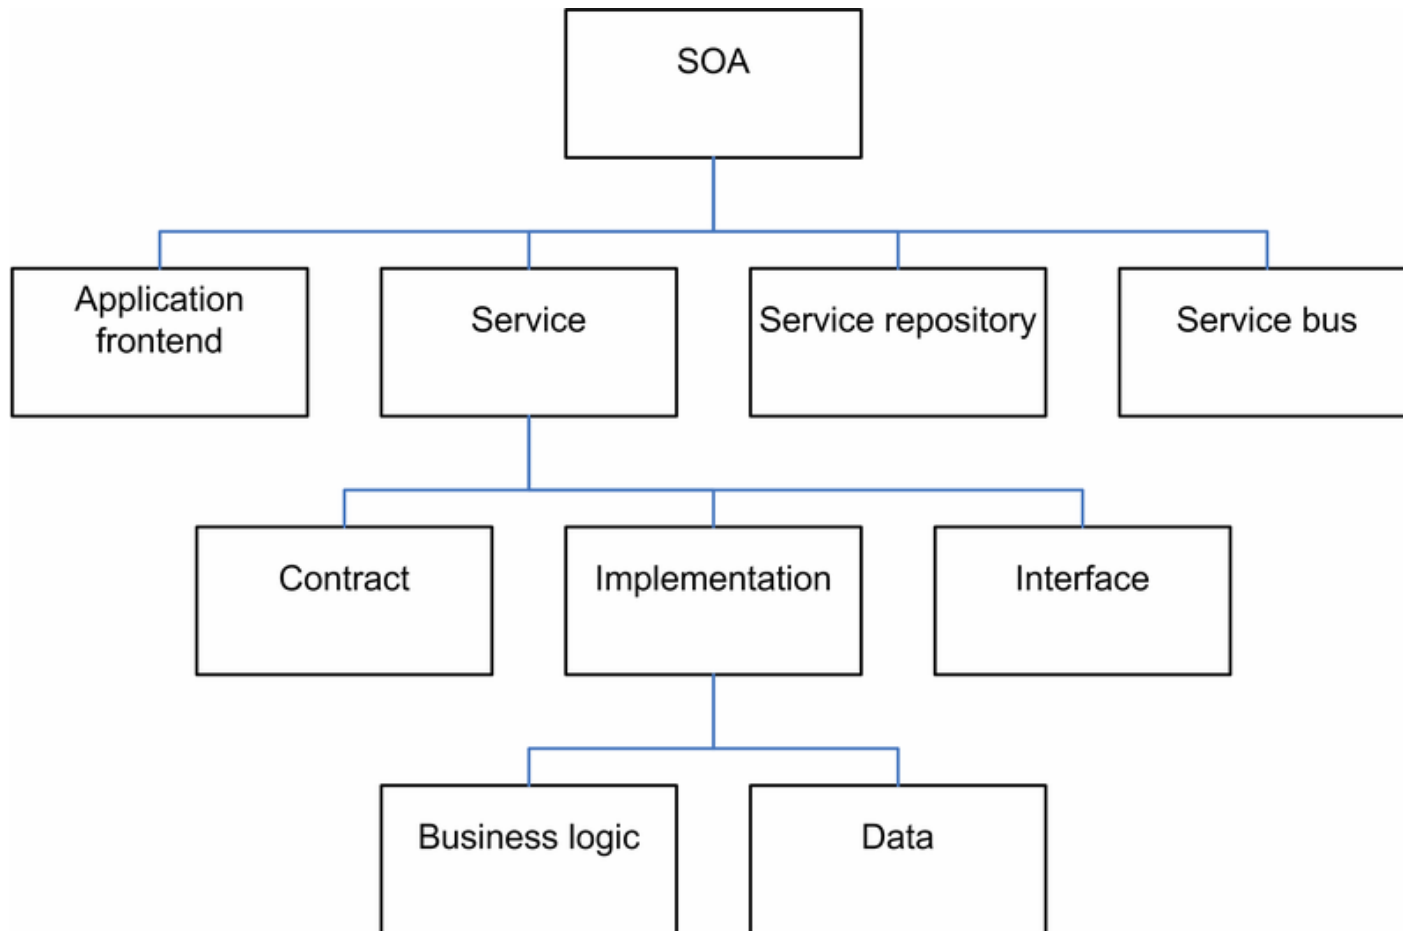 SOA
Application
frontend
Service
Service repository
Service bus
Contract
Implementation
Interface
Business logic
Data